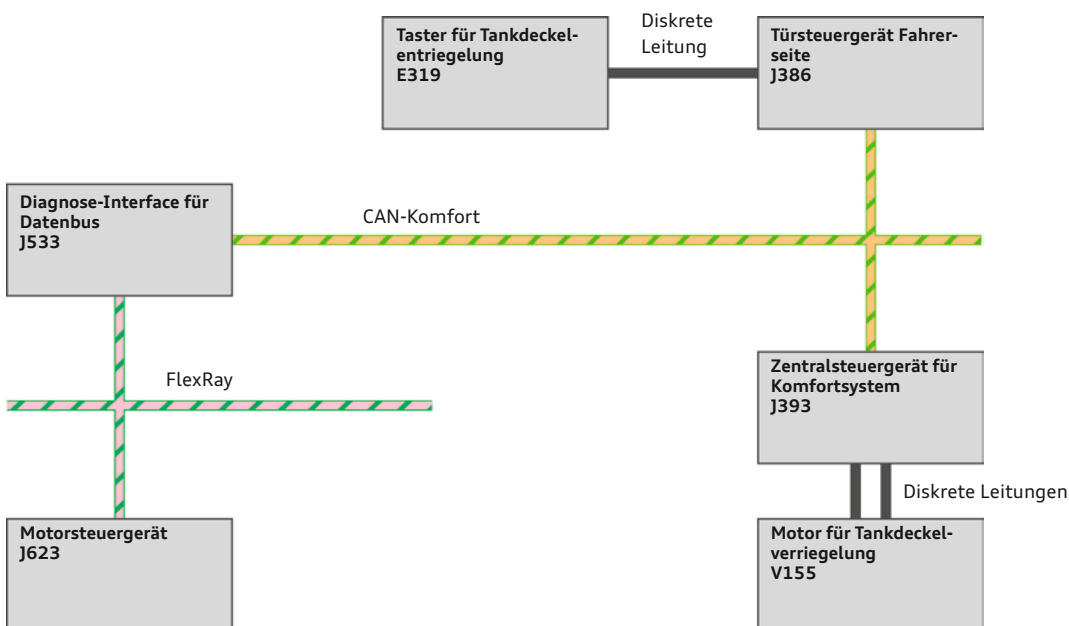 Diskrete
Leitung
Taster für Tankdeckel-
entriegelung
E319
Türsteuergerät Fahrer-
seite
J386
Diagnose-Interface für
Datenbus
J533
CAN-Komfort
FlexRay
Zentralsteuergerät für
Komfortsystem
J393
Diskrete Leitungen
Motorsteuergerät
J623
Motor für Tankdeckel-
verriegelung
V155